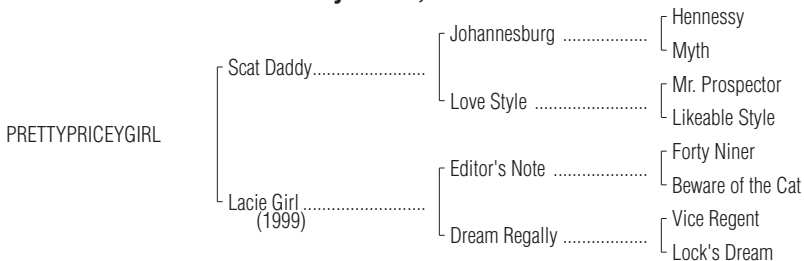 Hennessy
Johannesburg ....................
Myth
Scat Daddy........................
Mr. Prospector
Love Style ........................
Likeable Style
PRETTYPRICEYGIRL
Forty Niner
Editor's Note ....................
Beware of the Cat
Lacie Girl ..........................
(1999)
Vice Regent
Dream Regally ..................
Lock's Dream